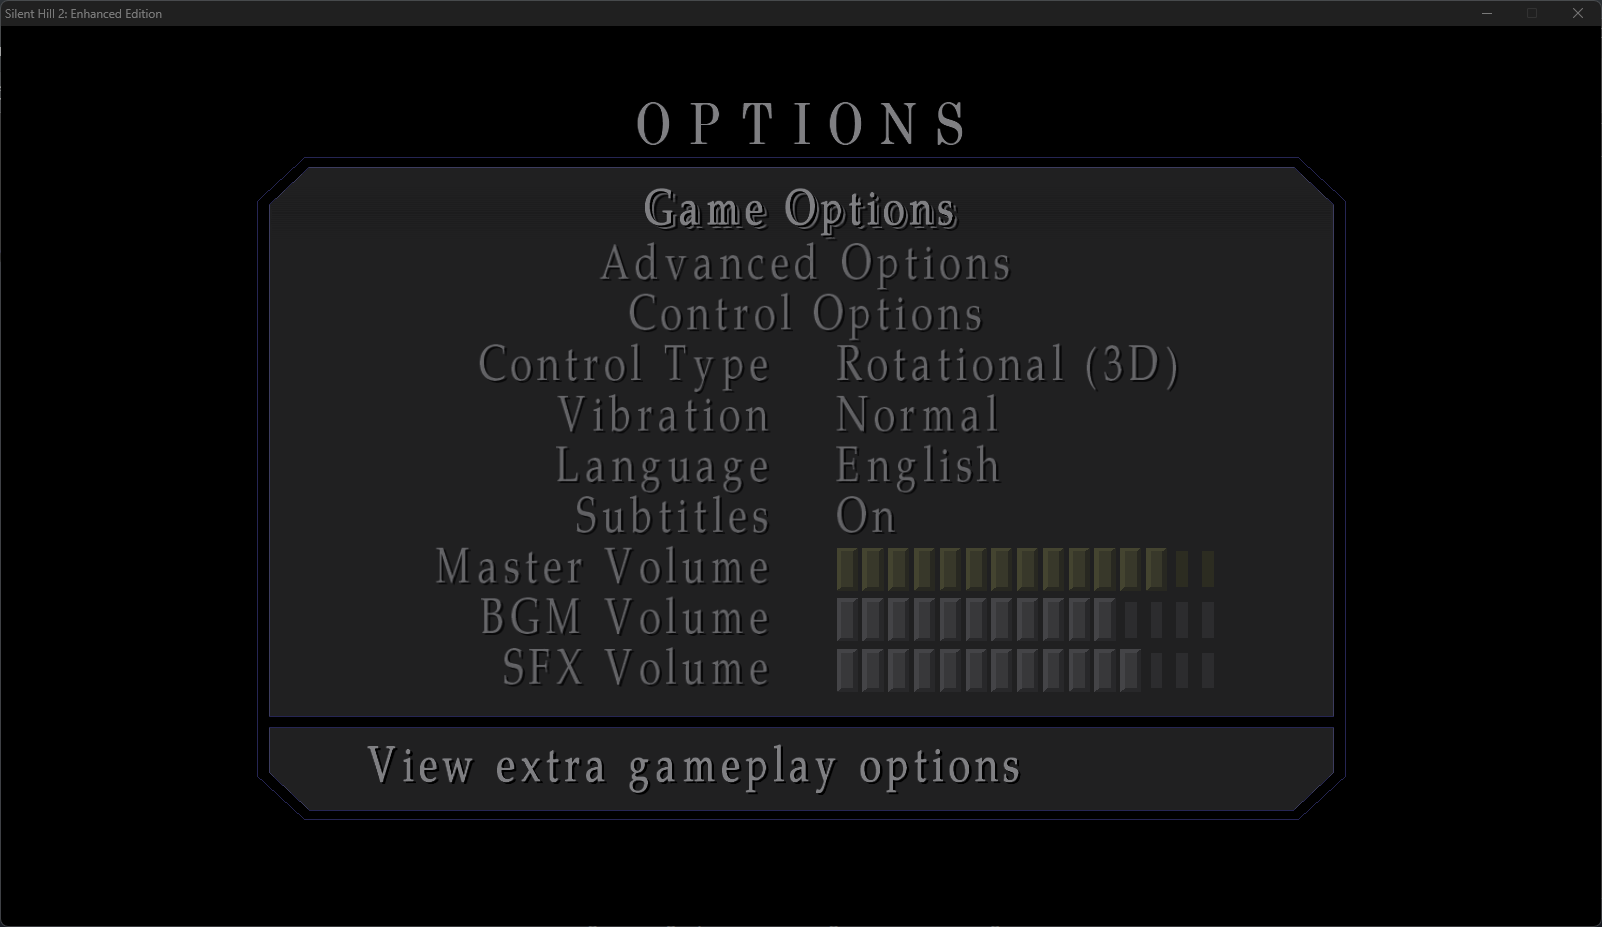 Silent Hill 2: Enhanced Edition
OPTIONS
Game Options
Advanced Options
Control Options
Control Type Rotational (3D)
Vibration Normal
Language English
Subtitles On
Master Volume
BGM Volume
SFX Volume
View extra gameplay options